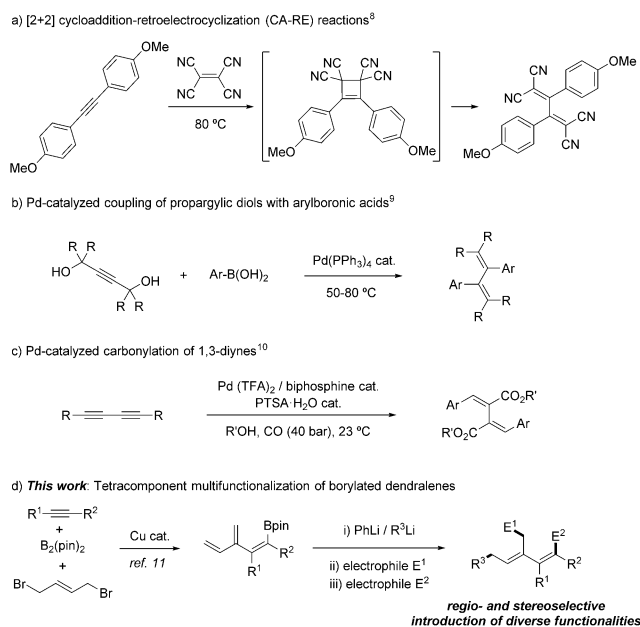 a) [2+2] cycloaddition-retroelectrocyclization (CA-RE) reactions⁸
OMe
MeO
NC CN
NC CN
80 ºC
NC CN
NC CN
MeO OMe
OMe
CN
NC
CN
CN
MeO
b) Pd-catalyzed coupling of propargylic diols with arylboronic acids⁹
R R
HO
OH
R R
+
Ar-B(OH)₂
Pd(PPh₃)₄ cat.
50-80 ºC
R
R
Ar
Ar
R
R
c) Pd-catalyzed carbonylation of 1,3-diynes¹⁰
R R
Pd (TFA)₂ / biphosphine cat.
PTSA·H₂O cat.
R'OH, CO (40 bar), 23 ºC
Ar
CO₂R'
R'O₂C
Ar
d) This work: Tetracomponent multifunctionalization of borylated dendralenes
R¹ R²
+
B₂(pin)₂
+
Br
Br
Cu cat.
ref. 11
Bpin
R²
R¹
i) PhLi / R³Li
ii) electrophile E¹
iii) electrophile E²
E¹
E²
R³
R²
R¹
regio- and stereoselective
introduction of diverse functionalities